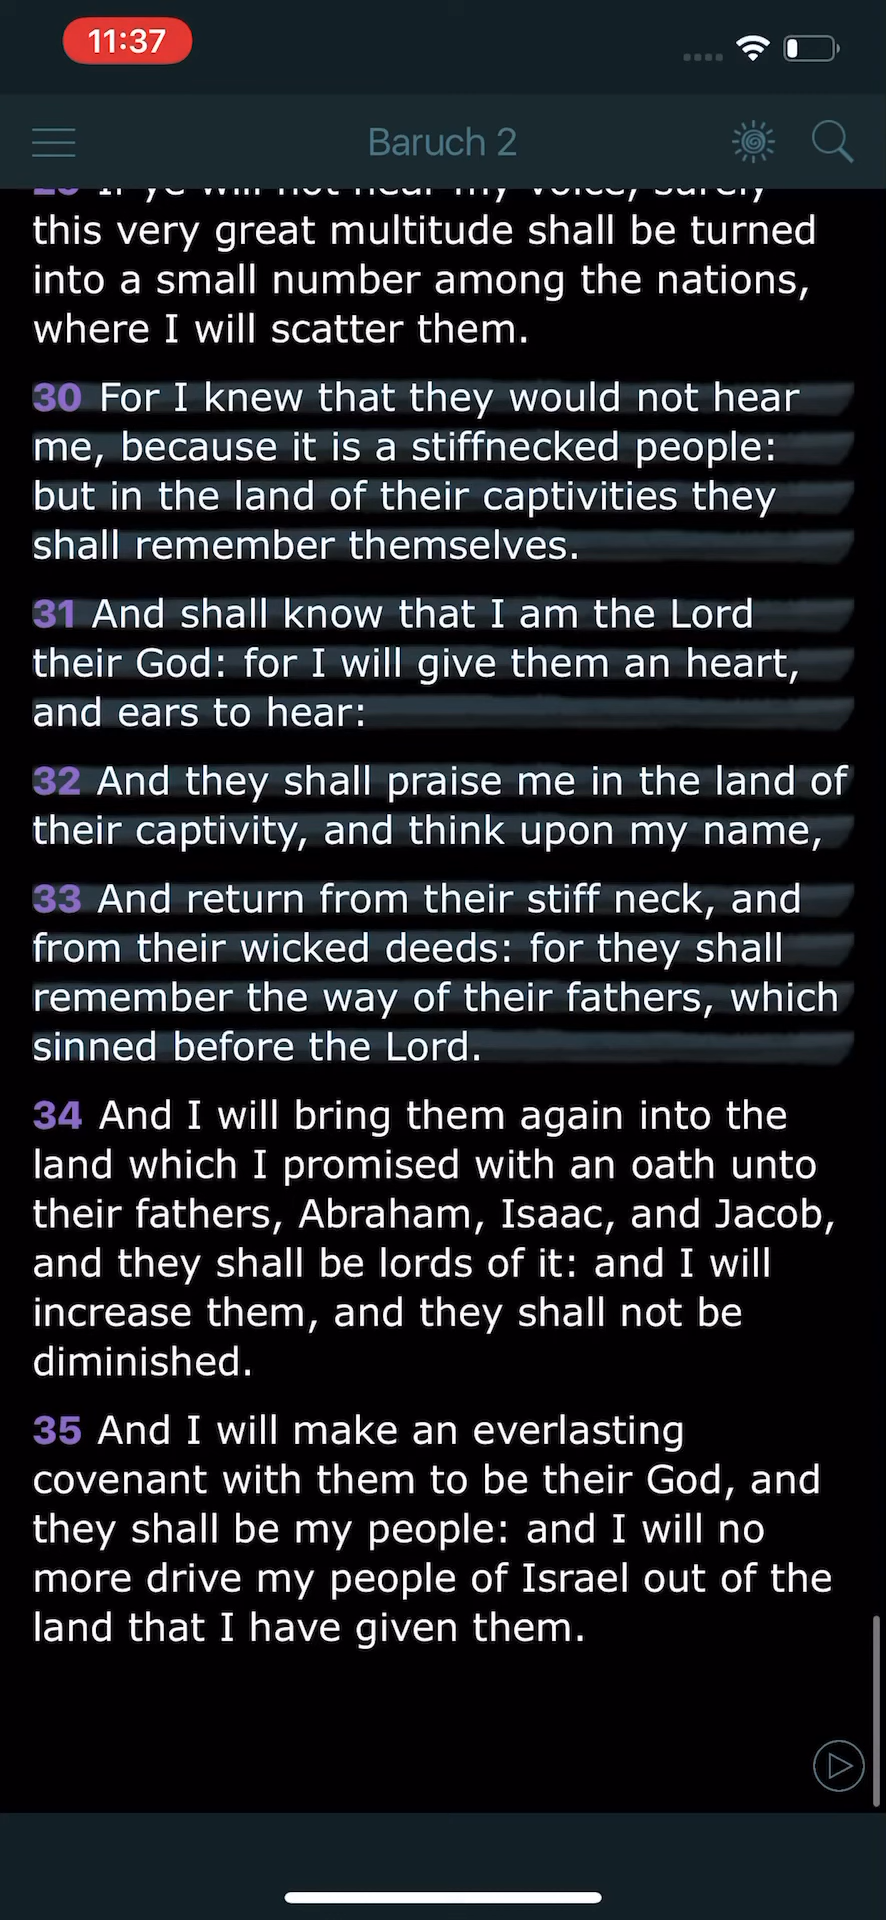 11:37
Baruch 2
29 If ye will not hear my voice, surely
this very great multitude shall be turned
into a small number among the nations,
where I will scatter them.
30 For I knew that they would not hear
me, because it is a stiffnecked people:
but in the land of their captivities they
shall remember themselves.
31 And shall know that I am the Lord
their God: for I will give them an heart,
and ears to hear:
32 And they shall praise me in the land of
their captivity, and think upon my name,
33 And return from their stiff neck, and
from their wicked deeds: for they shall
remember the way of their fathers, which
sinned before the Lord.
34 And I will bring them again into the
land which I promised with an oath unto
their fathers, Abraham, Isaac, and Jacob,
and they shall be lords of it: and I will
increase them, and they shall not be
diminished.
35 And I will make an everlasting
covenant with them to be their God, and
they shall be my people: and I will no
more drive my people of Israel out of the
land that I have given them.